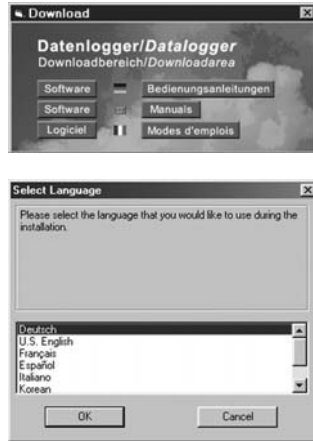 Download
Datenlogger/Datalogger
Downloadbereich/Downloadarea
Software Bedienungsanleitungen
Software Manuals
Logiciel Modes d'emplois
Select Language
Please select the language that you would like to use during the
installation.
Deutsch
U.S. English
Français
Español
Italiano
Korean
OK Cancel